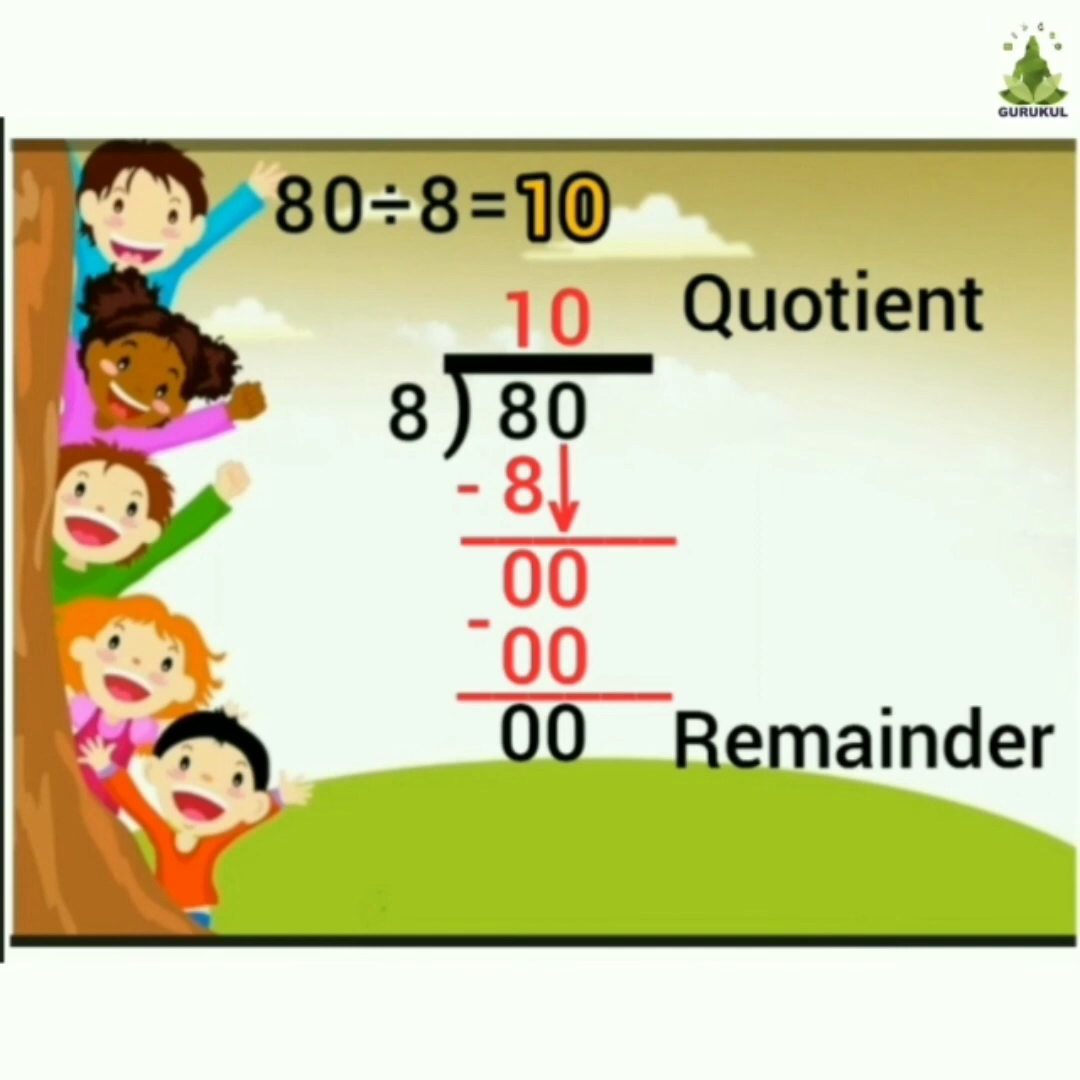 GURUKUL
80÷8=10
10 Quotient
8)80
- 8↓
00
- 00
00 Remainder